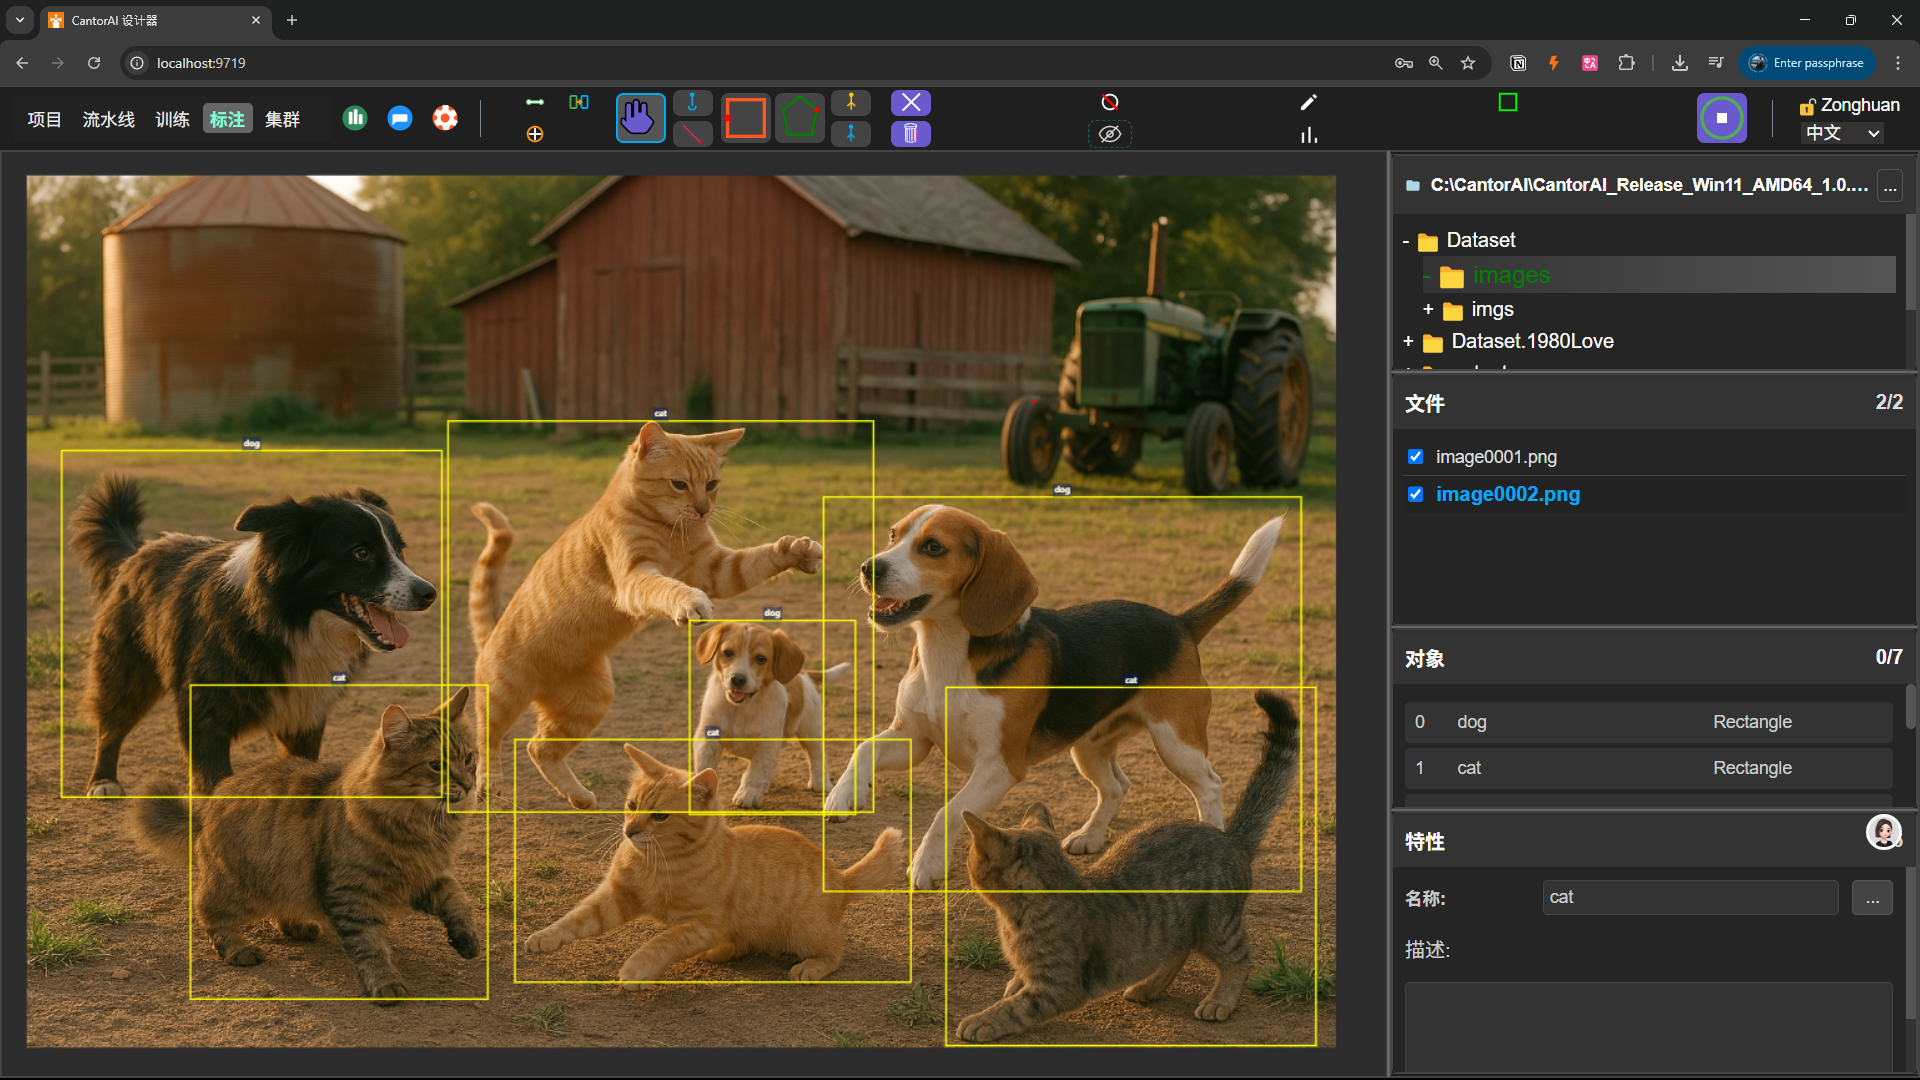 CantorAI 设计器
localhost:9719
Enter passphrase
项目 流水线 训练 标注 集群
Zonghuan
中文
C:\CantorAI\CantorAI_Release_Win11_AMD64_1.0.... ...
- Dataset
- images
+ imgs
+ Dataset.1980Love
文件 2/2
image0001.png
image0002.png
对象 0/7
0 dog Rectangle
1 cat Rectangle
特性
名称: cat ...
描述:
cat
dog
dog
dog
cat
cat
cat